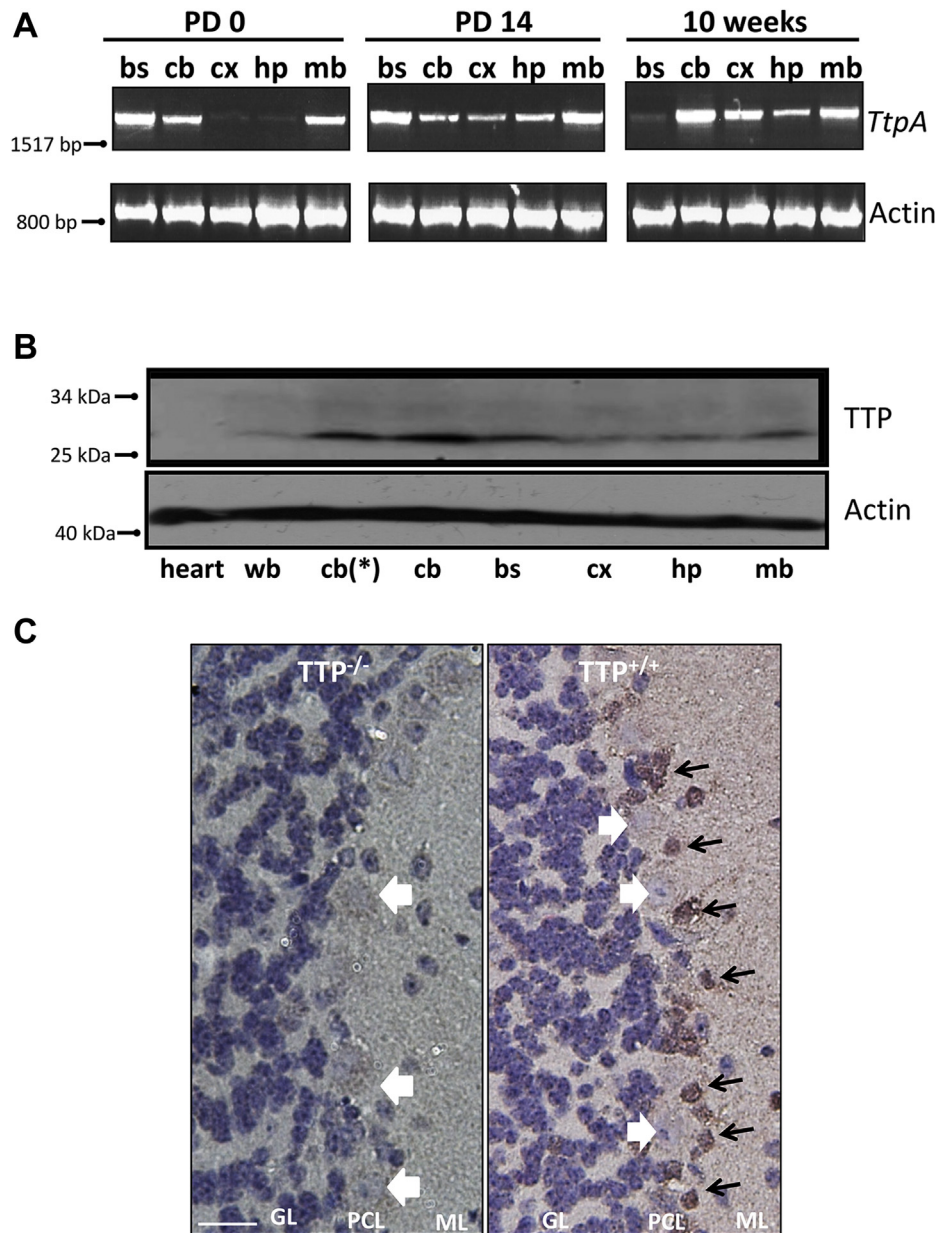 A
PD 0 PD 14 10 weeks
bs cb cx hp mb bs cb cx hp mb bs cb cx hp mb
TtpA
1517 bp
800 bp
Actin
B
34 kDa
TTP
25 kDa
Actin
40 kDa
heart wb cb(*) cb bs cx hp mb
C
TTP-/- TTP+/+
GL PCL ML GL PCL ML